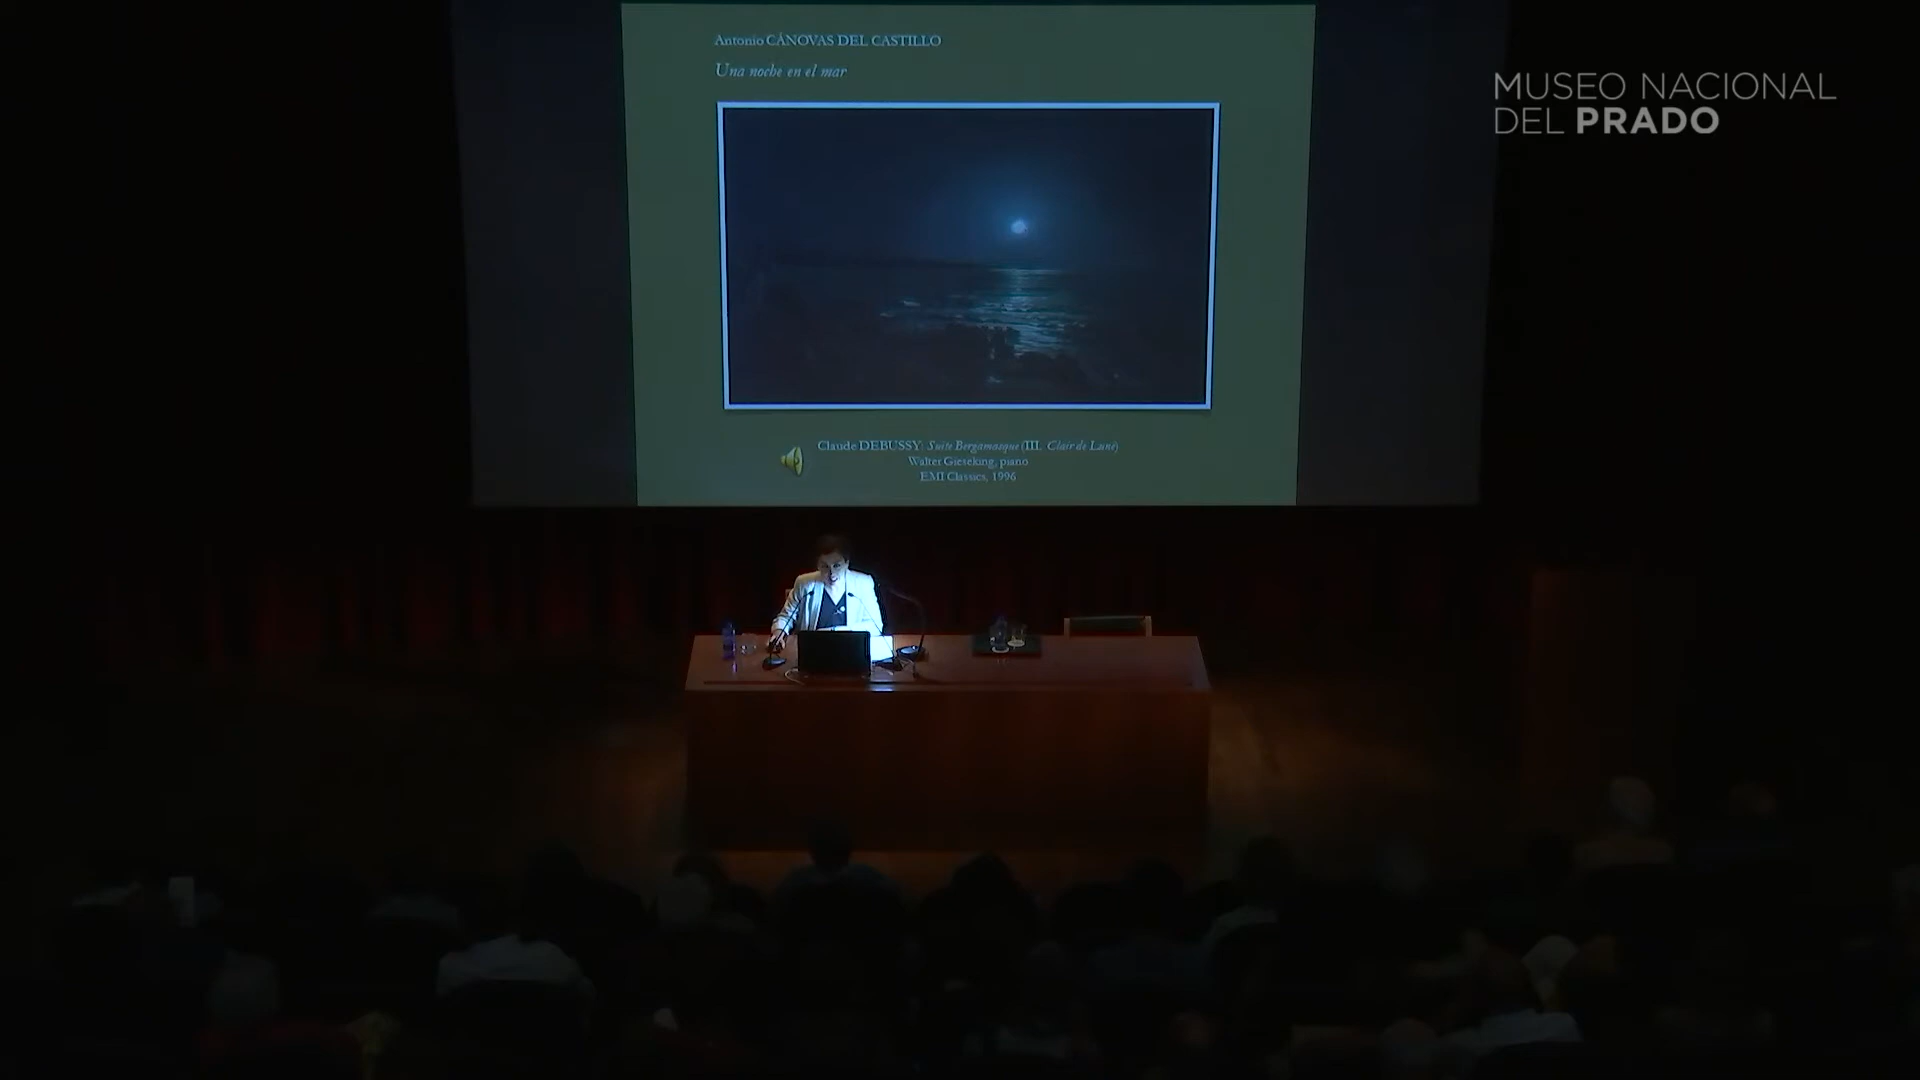 Antonio CÁNOVAS DEL CASTILLO
Una noche en el mar
MUSEO NACIONAL
DEL PRADO
Claude DEBUSSY: Suite Bergamasque (III. Clair de Lune)
Walter Gieseking, piano
EMI Classics, 1996